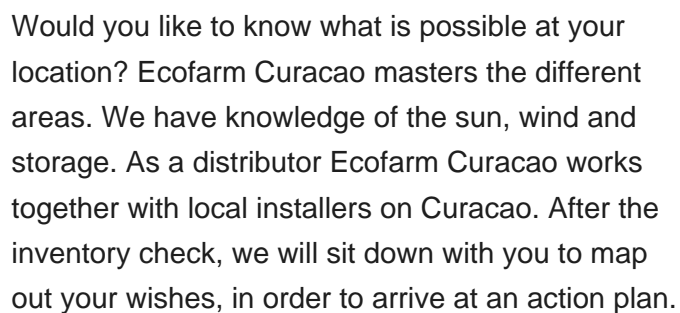 Would you like to know what is possible at your
location? Ecofarm Curacao masters the different
areas. We have knowledge of the sun, wind and
storage. As a distributor Ecofarm Curacao works
together with local installers on Curacao. After the
inventory check, we will sit down with you to map
out your wishes, in order to arrive at an action plan.